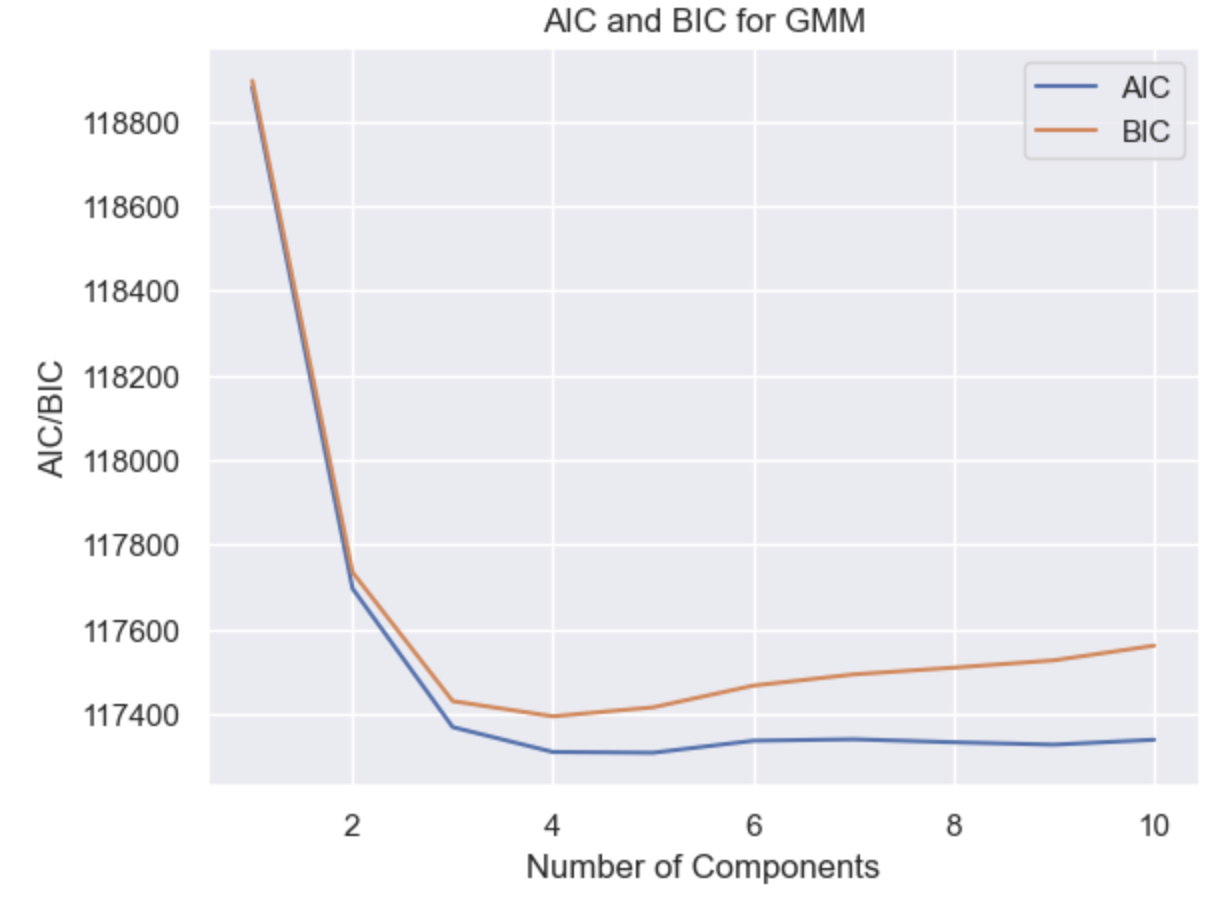 AIC and BIC for GMM
AIC
BIC
118800
118600
118400
118200
118000
117800
117600
117400
AIC/BIC
2 4 6 8 10
Number of Components